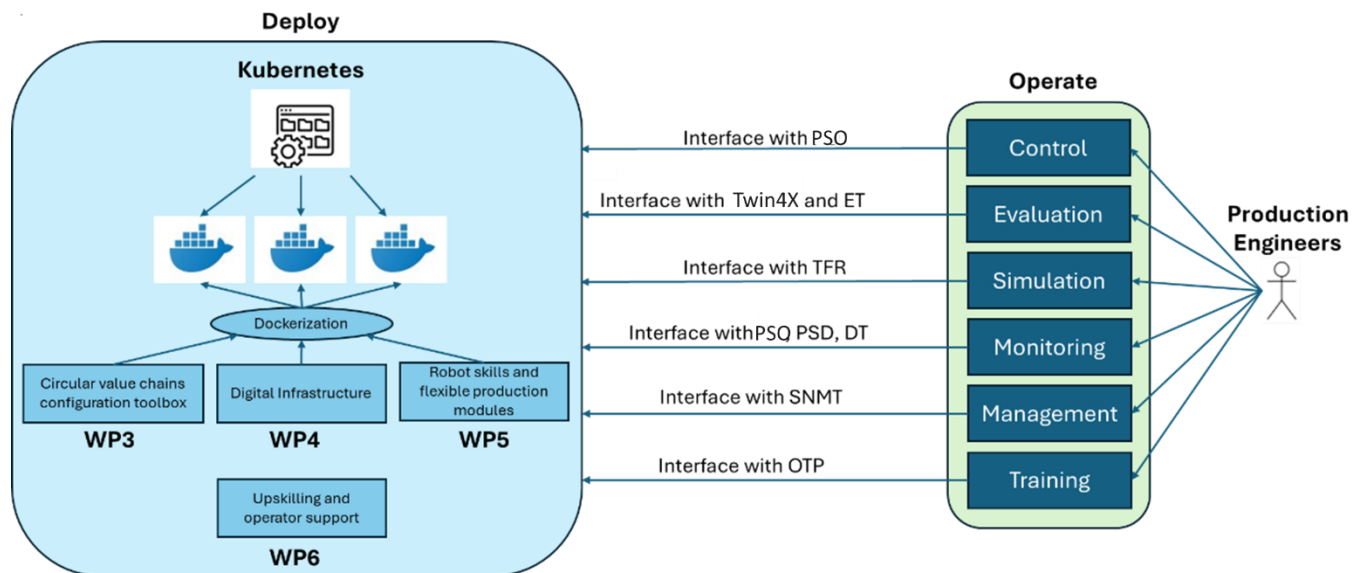 Deploy
Kubernetes
Dockerization
Circular value chains
configuration toolbox
WP3
Digital Infrastructure
WP4
Robot skills and
flexible production
modules
WP5
Upskilling and
operator support
WP6
Interface with PSO
Interface with Twin4X and ET
Interface with TFR
Interface with PSO, PSD, DT
Interface with SNMT
Interface with OTP
Operate
Control
Evaluation
Simulation
Monitoring
Management
Training
Production
Engineers